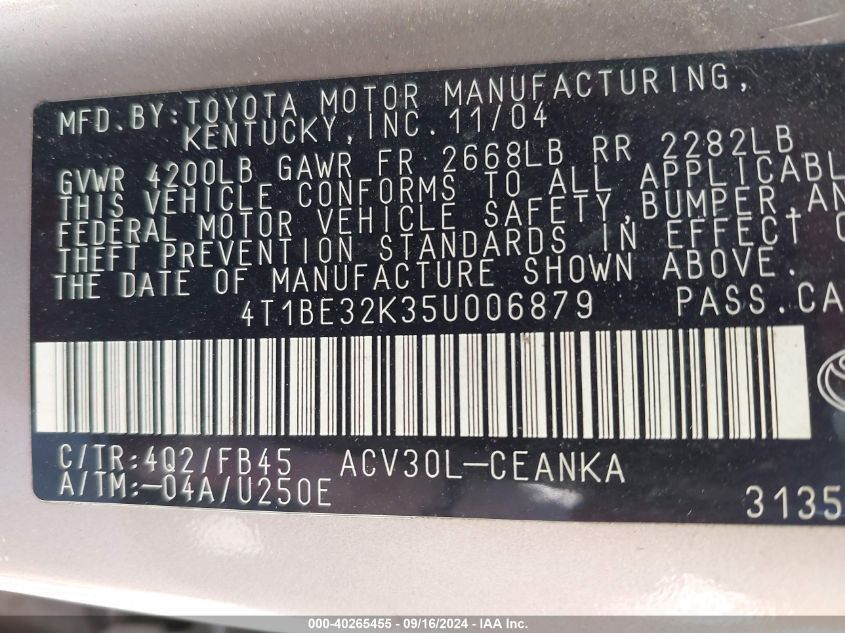 MFD.BY:TOYOTA MOTOR MANUFACTURING,
KENTUCKY, INC. 11/04
GVWR 4200LB GAWR FR 2668LB RR 2282LB
THIS VEHICLE CONFORMS TO ALL APPLICABL
FEDERAL MOTOR VEHICLE SAFETY,BUMPER,AN
THEFT PREVENTION STANDARDS IN EFFECT O
THE DATE OF MANUFACTURE SHOWN ABOVE.
4T1BE32K35U006879 PASS.CA
C/TR:4Q2/FB45 ACV30L-CEANKA
A/TM:-04A/U250E
3135
000-40265455 - 09/16/2024 - IAA Inc.